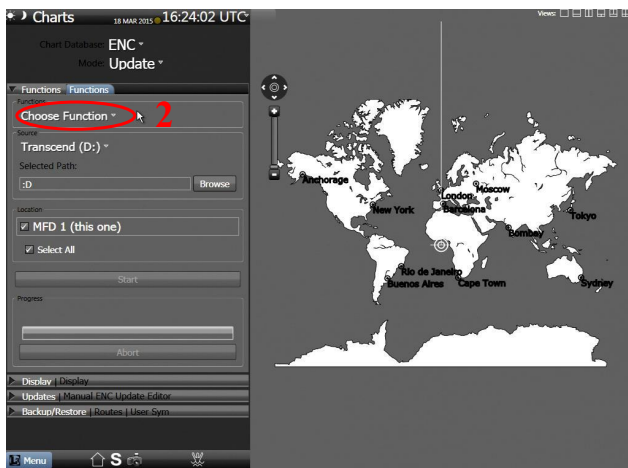 Charts 18 MAR 2015 16:24:02 UTC
Views:
Chart Database: ENC
Mode: Update
Functions Functions
Functions
Choose Function 2
Source
Transcend (D:)
Selected Path:
:D Browse
Location
MFD 1 (this one)
Select All
Start
Progress
Abort
Display | Display
Updates | Manual ENC Update Editor
Backup/Restore | Routes | User Sym
Menu S
Anchorage
Moscow
London
New York
Barcelona
Tokyo
Bombay
Rio de Janeiro
Buenos Aires
Cape Town
Sydney